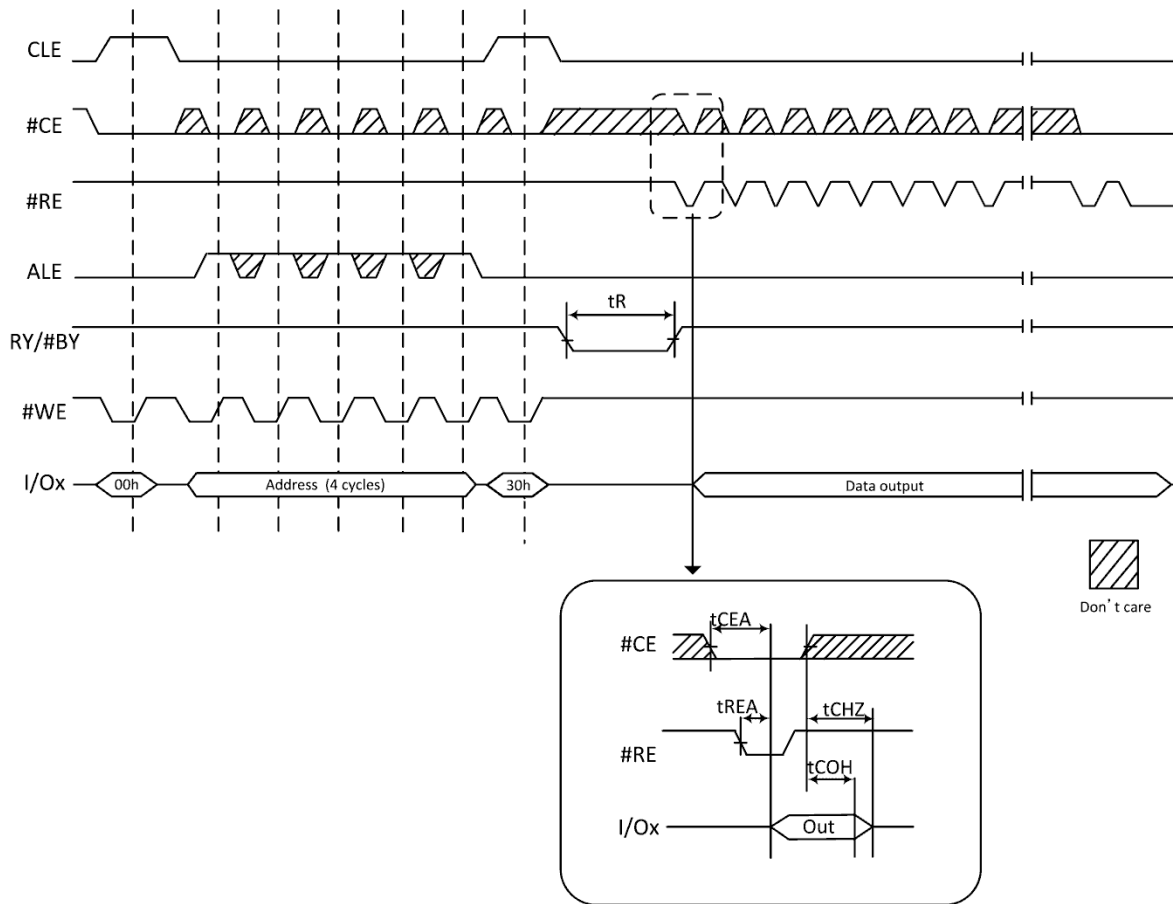 CLE
#CE
#RE
ALE
tR
RY/#BY
#WE
I/Ox
00h
Address (4 cycles)
30h
Data output
Don't care
tCEA
#CE
tREA
tCHZ
#RE
tCOH
I/Ox
Out